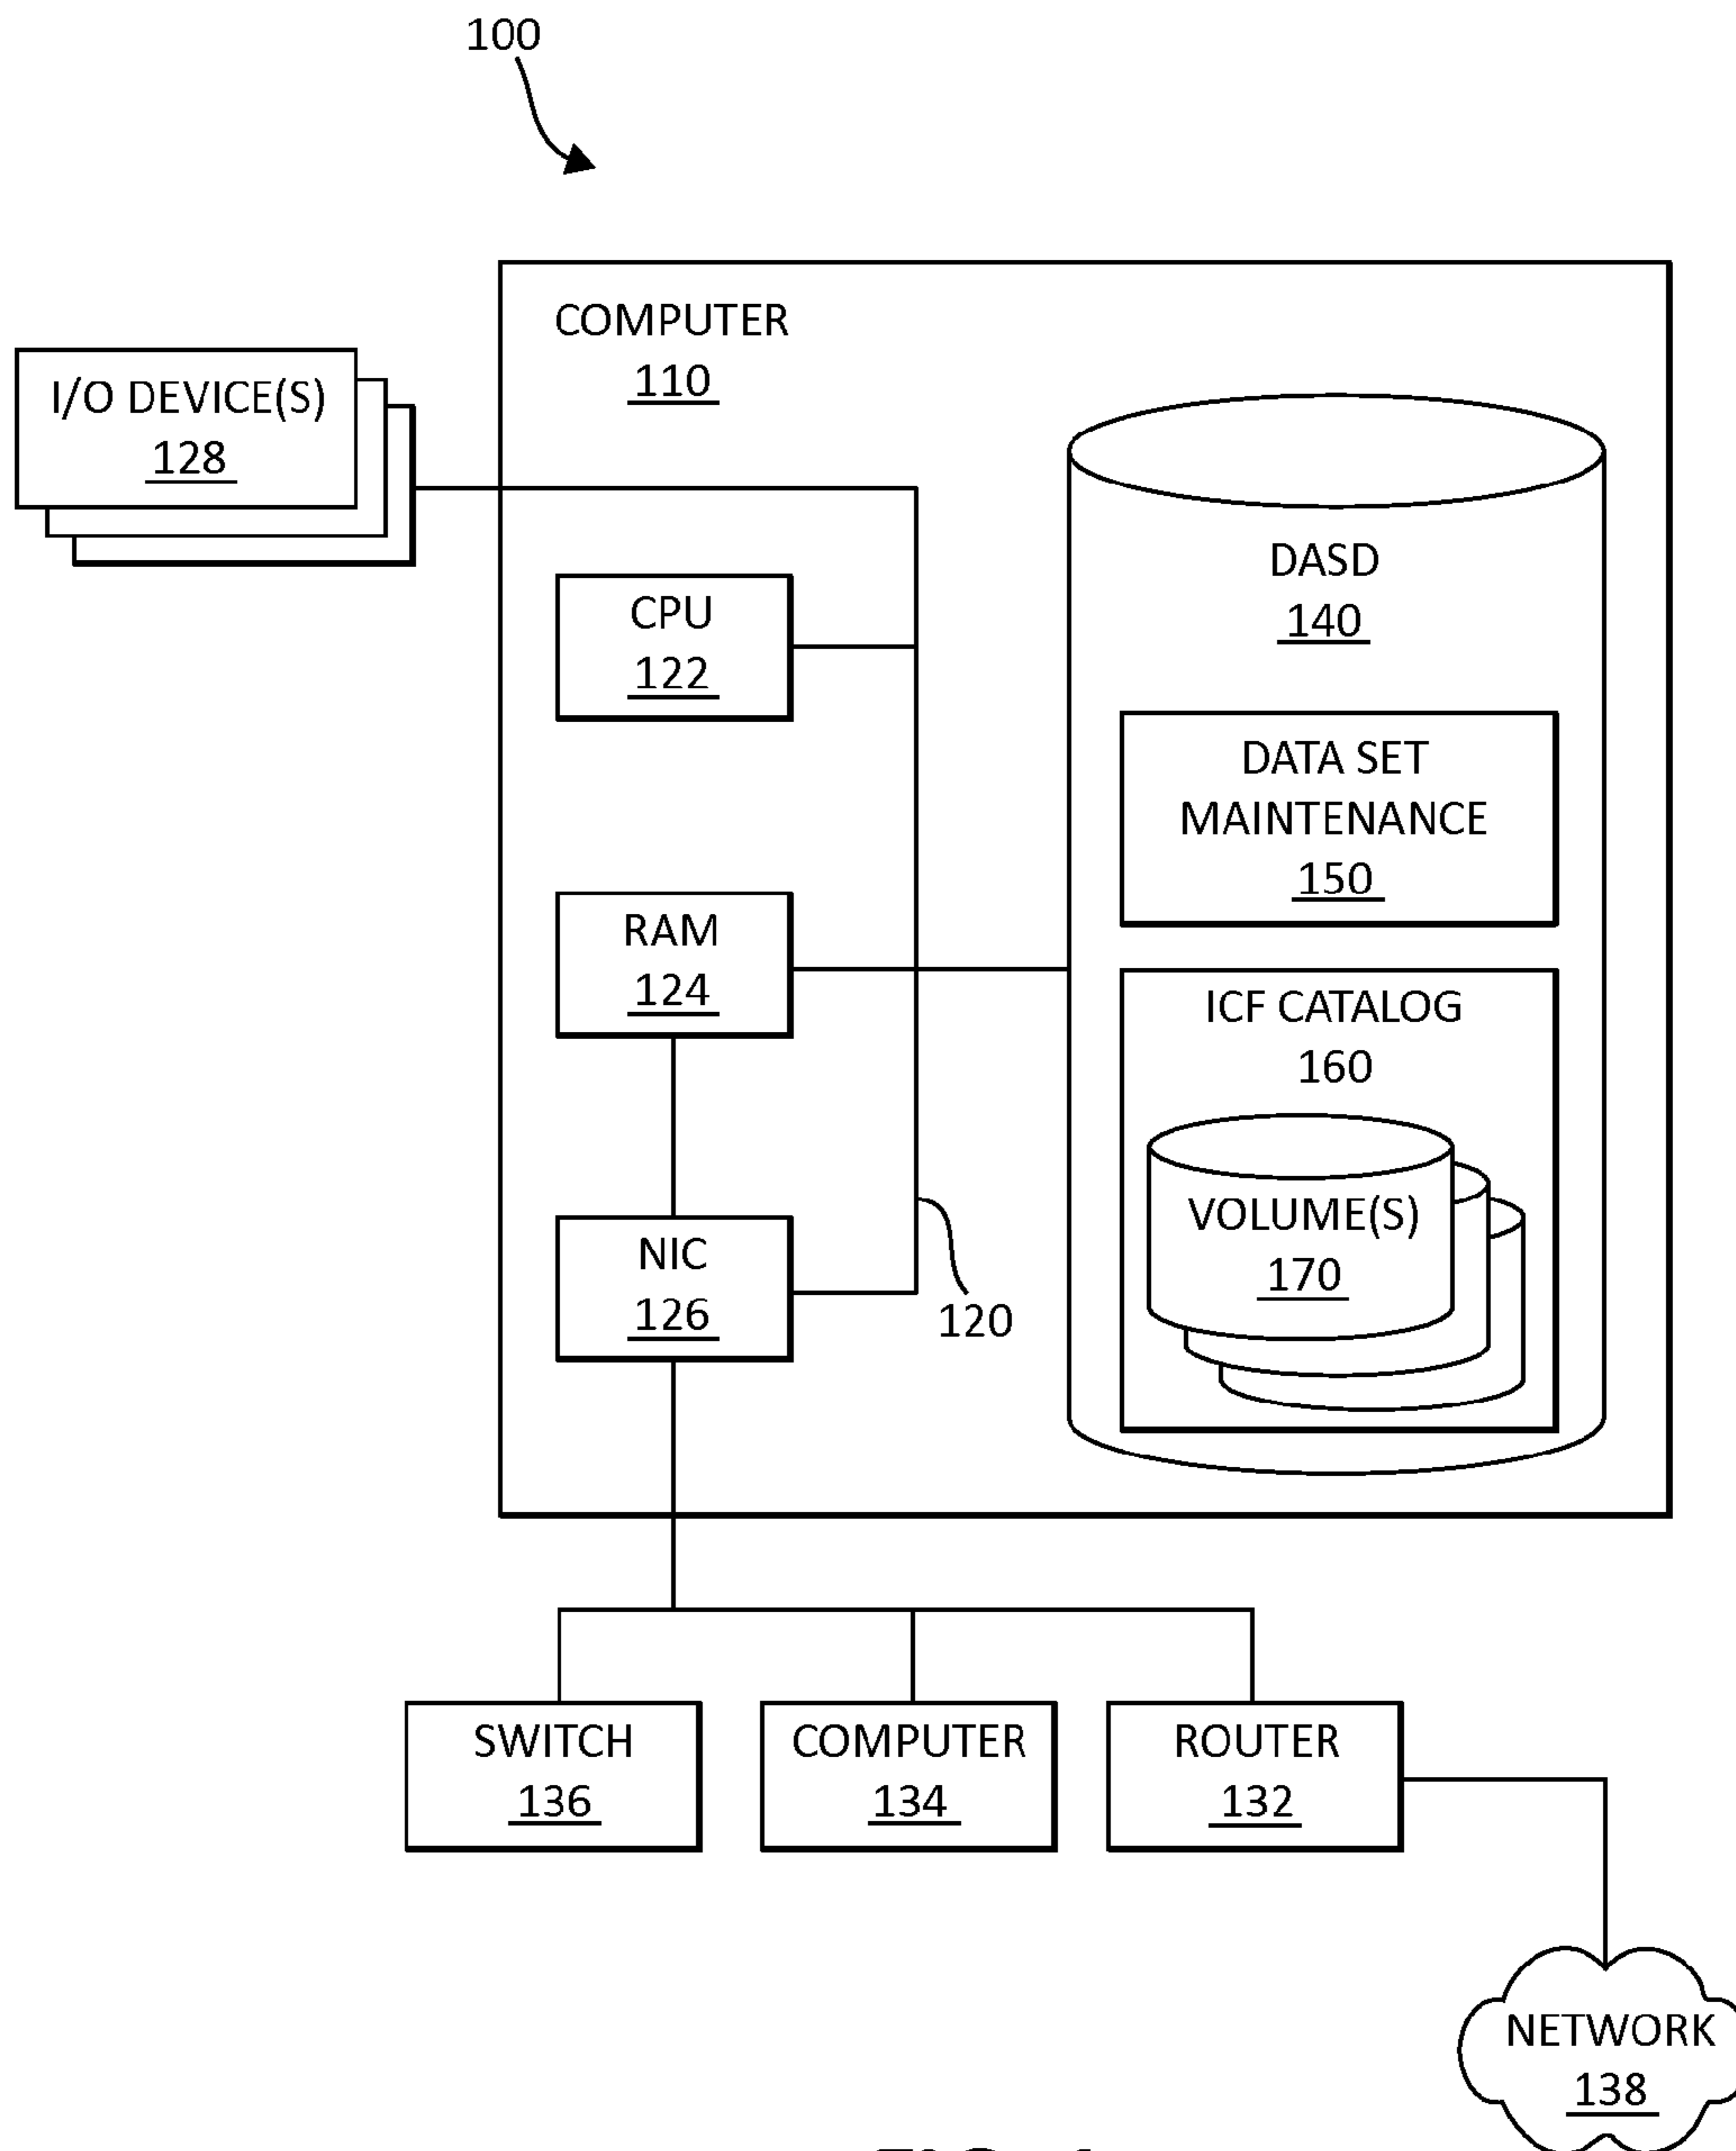 100
COMPUTER
110
I/O DEVICE(S)
128
CPU
122
DASD
140
DATA SET
MAINTENANCE
150
RAM
124
ICF CATALOG
160
VOLUME(S)
170
NIC
126
120
SWITCH
136
COMPUTER
134
ROUTER
132
NETWORK
138